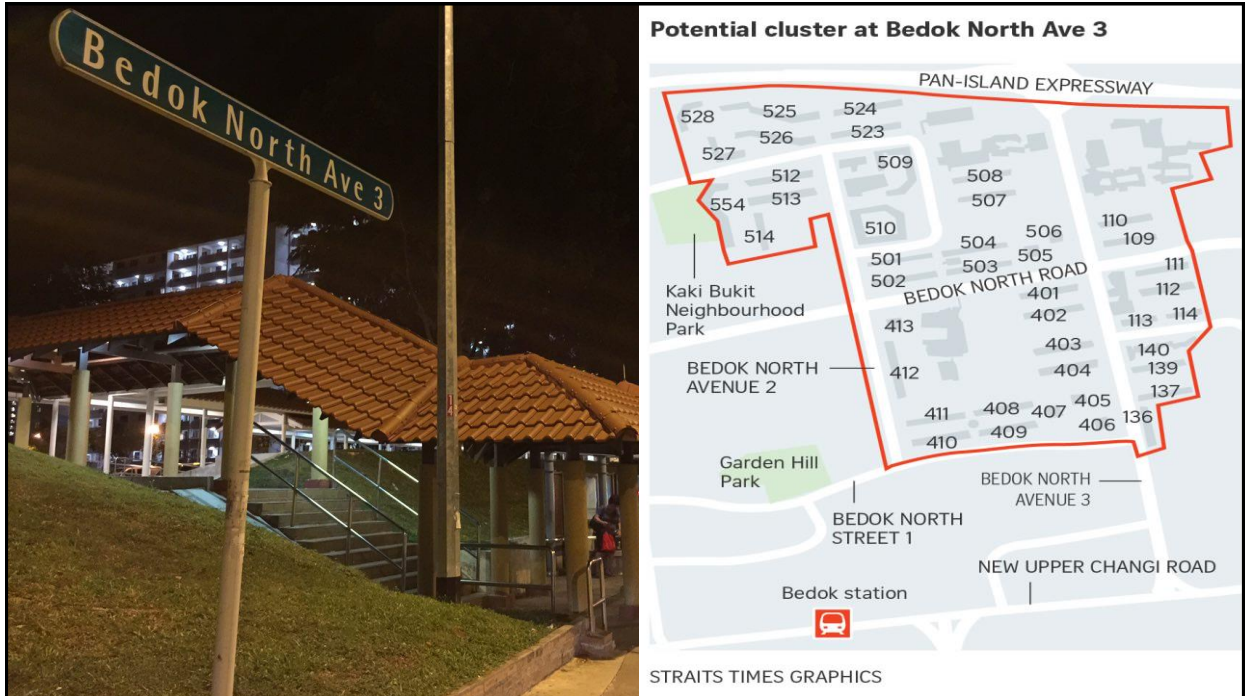 Bedok North Ave 3
Potential cluster at Bedok North Ave 3
PAN-ISLAND EXPRESSWAY
528
525
524
526
523
527
509
512
508
554
513
507
514
510
506
110
504
109
501
505
503
111
502
BEDOK NORTH ROAD
401
112
Kaki Bukit
Neighbourhood
Park
413
402
113
114
403
140
BEDOK NORTH
AVENUE 2
412
404
139
137
411
408
407
405
136
410
409
406
Garden Hill
Park
BEDOK NORTH
AVENUE 3
BEDOK NORTH
STREET 1
NEW UPPER CHANGI ROAD
Bedok station
STRAITS TIMES GRAPHICS